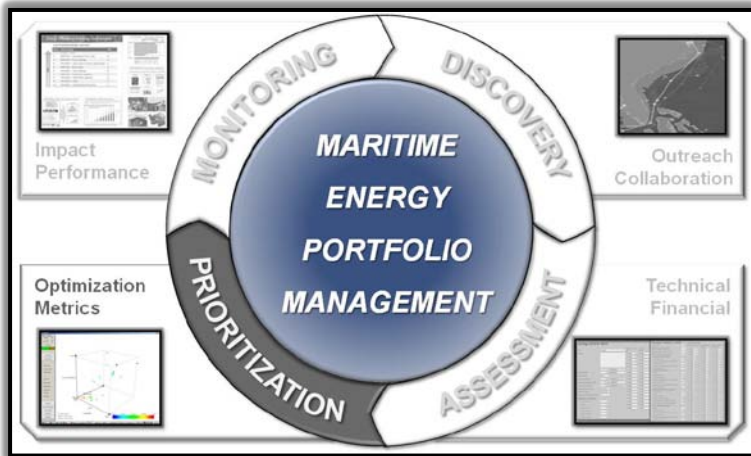 MONITORING
DISCOVERY
Impact
Performance
Outreach
Collaboration
MARITIME
ENERGY
PORTFOLIO
MANAGEMENT
Optimization
Metrics
PRIORITIZATION
ASSESSMENT
Technical
Financial